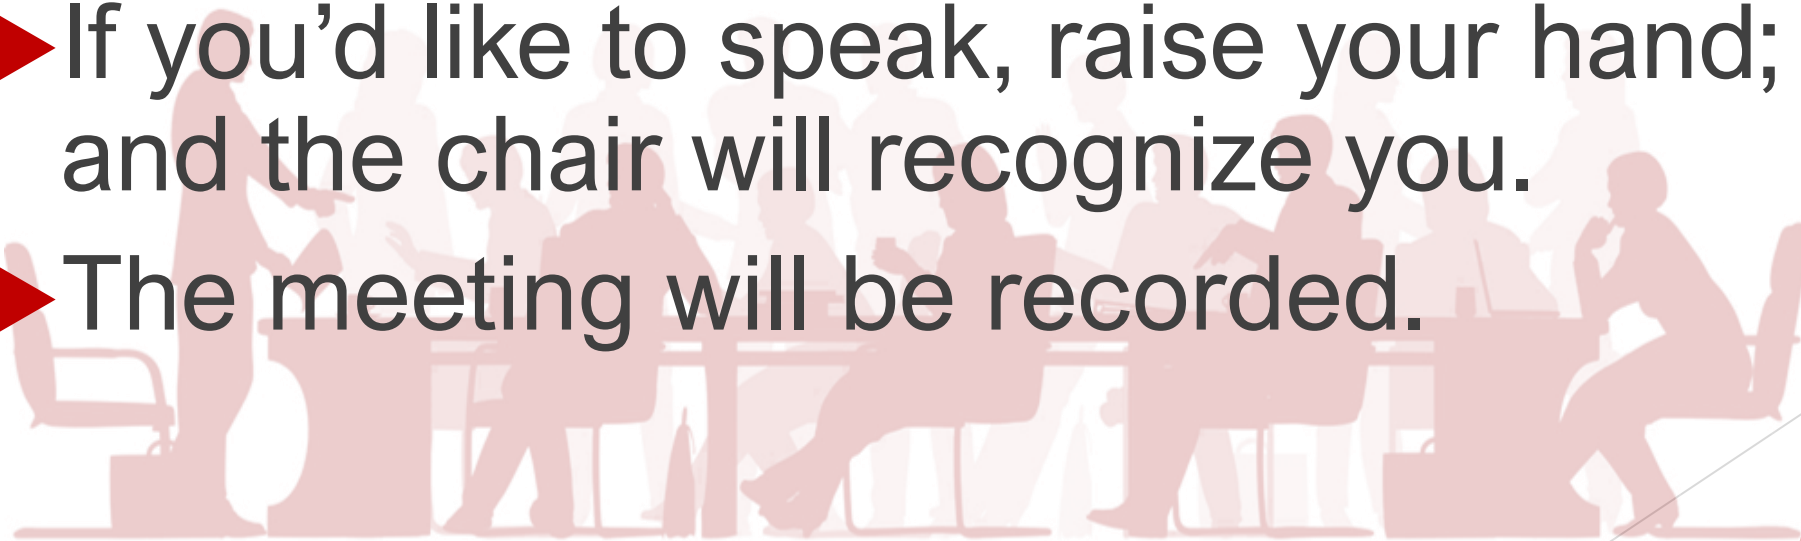 If you’d like to speak, raise your hand;
and the chair will recognize you.
The meeting will be recorded.